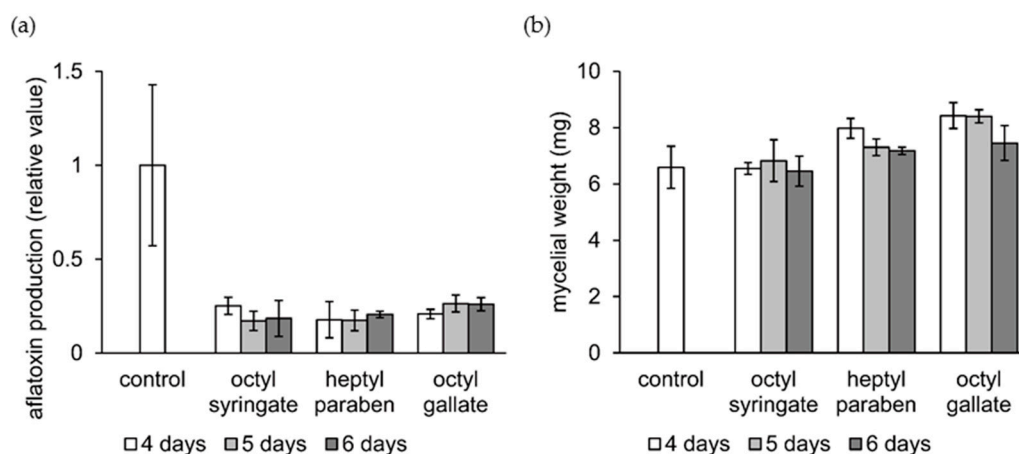 (a)
aflatoxin production (relative value)
1.5
1
0.5
0
control
octyl
syringate
heptyl
paraben
octyl
gallate
4 days 5 days 6 days
(b)
mycelial weight (mg)
10
8
6
4
2
0
control
octyl
syringate
heptyl
paraben
octyl
gallate
4 days 5 days 6 days